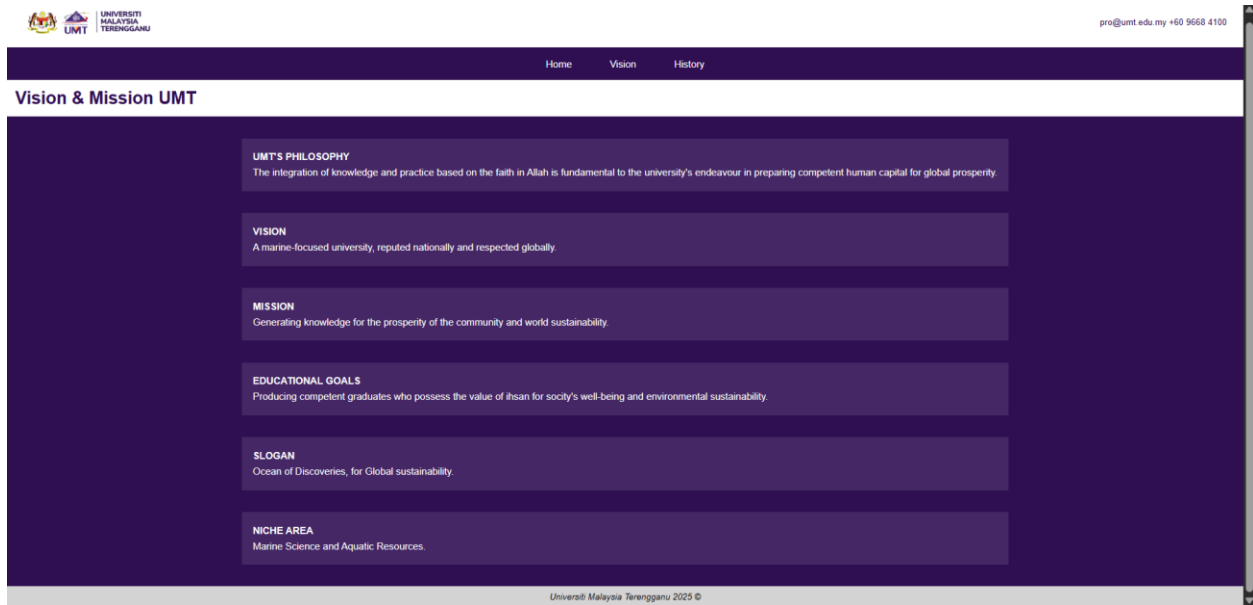 UNIVERSITI
MALAYSIA
TERENGGANU
UMT
pro@umt.edu.my +60 9668 4100
Home Vision History
Vision & Mission UMT
UMT'S PHILOSOPHY
The integration of knowledge and practice based on the faith in Allah is fundamental to the university's endeavour in preparing competent human capital for global prosperity.
VISION
A marine-focused university, reputed nationally and respected globally.
MISSION
Generating knowledge for the prosperity of the community and world sustainability.
EDUCATIONAL GOALS
Producing competent graduates who possess the value of ihsan for socity's well-being and environmental sustainability.
SLOGAN
Ocean of Discoveries, for Global sustainability.
NICHE AREA
Marine Science and Aquatic Resources.
Universiti Malaysia Terengganu 2025 ©